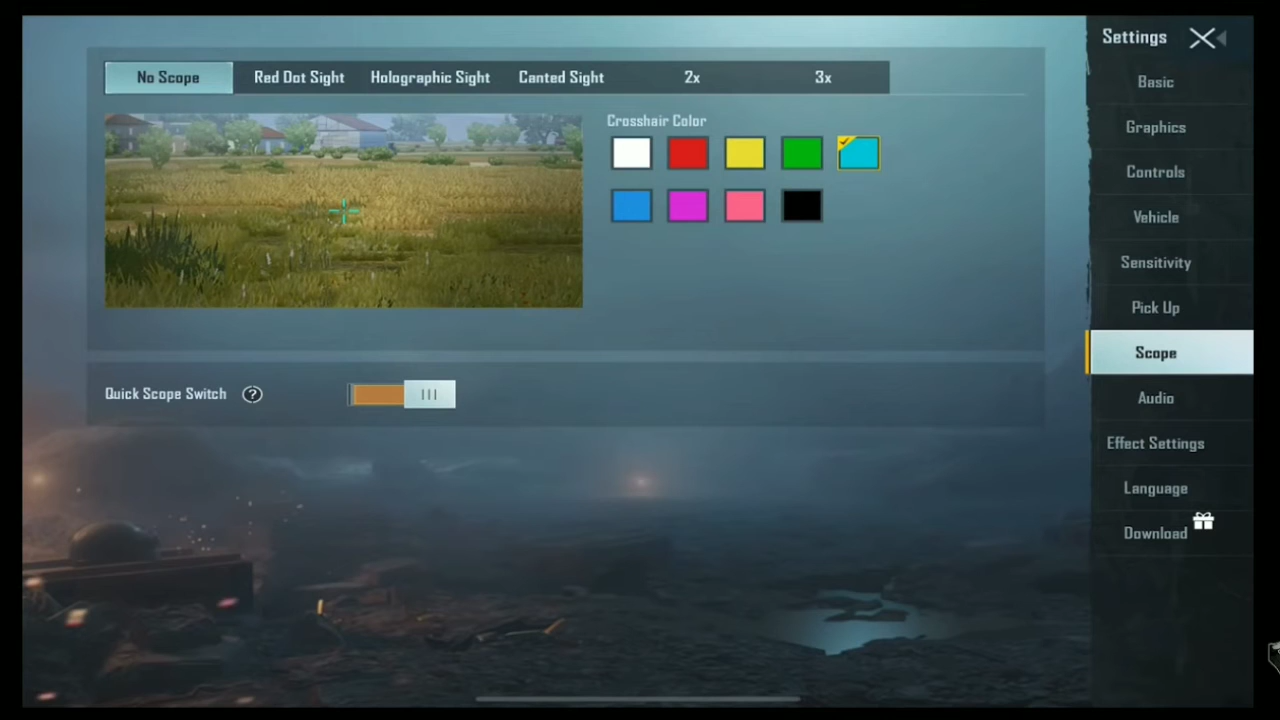 Settings
No Scope Red Dot Sight Holographic Sight Canted Sight 2x 3x
Crosshair Color
Quick Scope Switch ?
Basic
Graphics
Controls
Vehicle
Sensitivity
Pick Up
Scope
Audio
Effect Settings
Language
Download